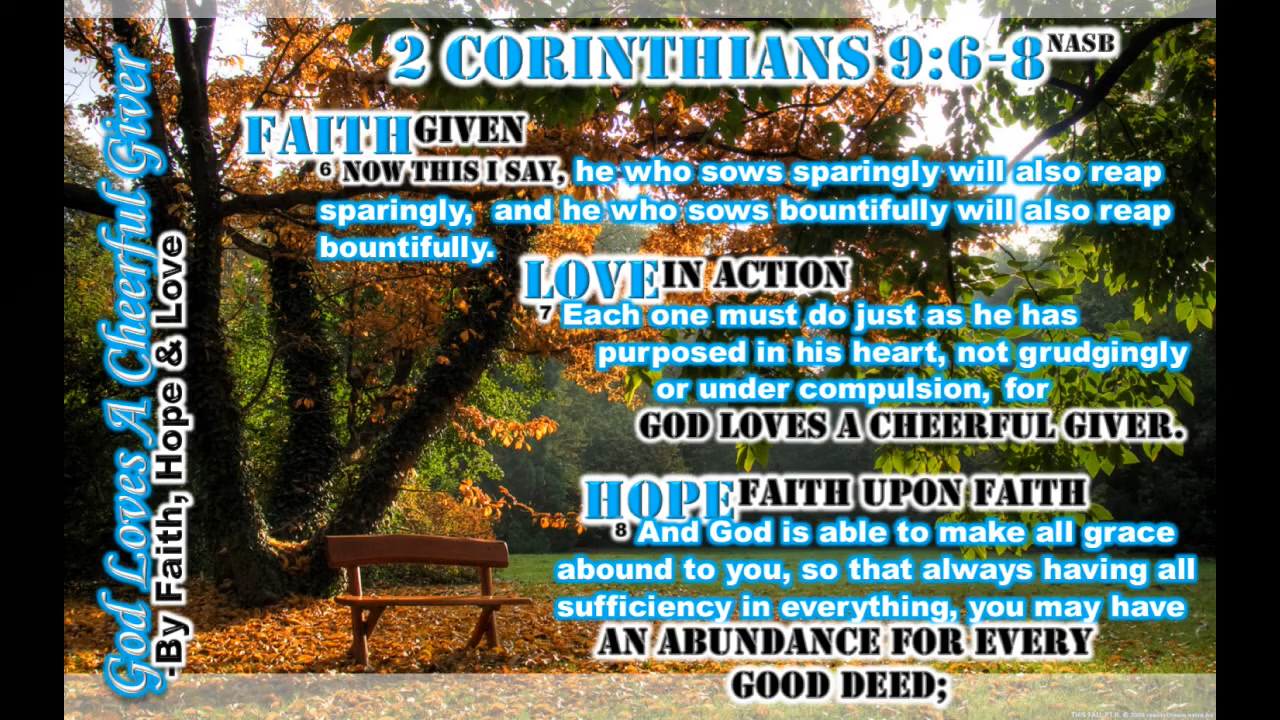 2 CORINTHIANS 9:6-8 NASB
FAITH GIVEN
6 NOW THIS I SAY, he who sows sparingly will also reap
sparingly, and he who sows bountifully will also reap
bountifully.
LOVE IN ACTION
7 Each one must do just as he has
purposed in his heart, not grudgingly
or under compulsion, for
GOD LOVES A CHEERFUL GIVER.
HOPE FAITH UPON FAITH
8 And God is able to make all grace
abound to you, so that always having all
sufficiency in everything, you may have
AN ABUNDANCE FOR EVERY
GOOD DEED;
God Loves A Cheerful Giver
-By Faith, Hope & Love